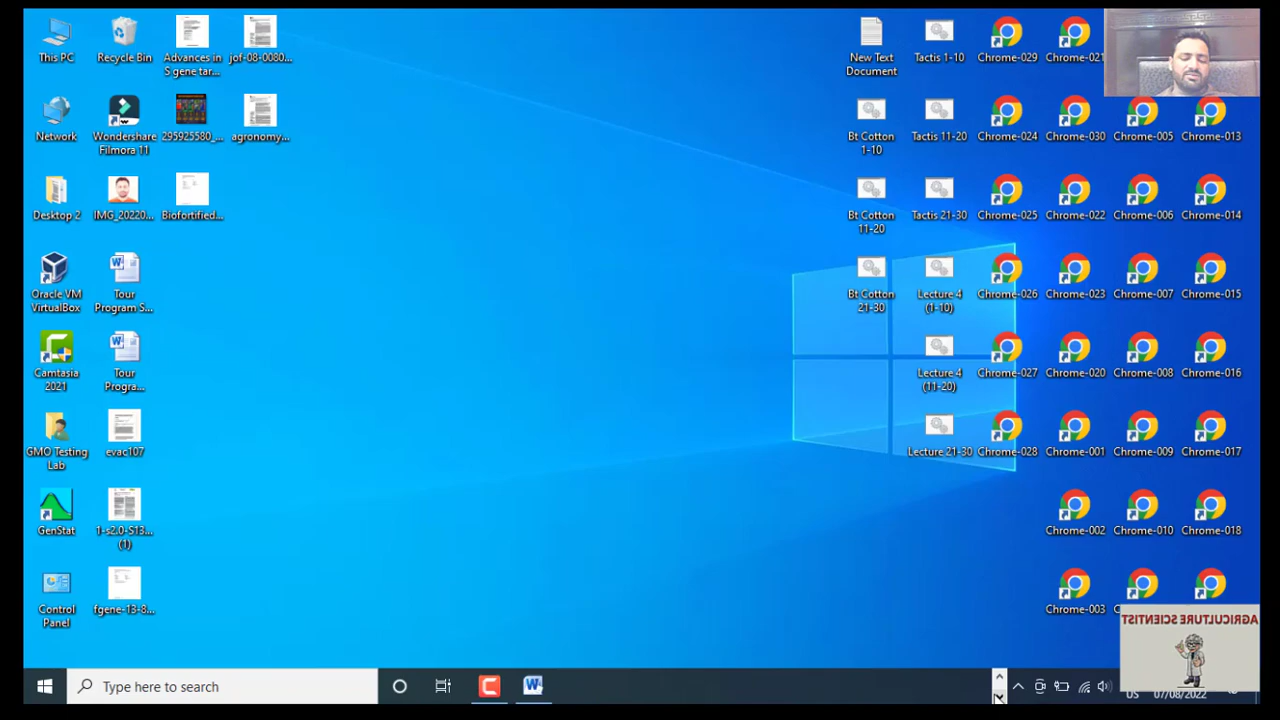 This PC
Recycle Bin
Advances in
S gene tar...
jof-08-0080...
New Text
Document
Tactis 1-10
Chrome-029
Chrome-021
Network
Wondershare
Filmora 11
295925580_...
agronomy...
Bt Cotton
1-10
Tactis 11-20
Chrome-024
Chrome-030
Chrome-005
Chrome-013
Desktop 2
IMG_20220...
Biofortified...
Bt Cotton
11-20
Tactis 21-30
Chrome-025
Chrome-022
Chrome-006
Chrome-014
Oracle VM
VirtualBox
Tour
Program S...
Bt Cotton
21-30
Lecture 4
(1-10)
Chrome-026
Chrome-023
Chrome-007
Chrome-015
Camtasia
2021
Tour
Progra...
Lecture 4
(11-20)
Chrome-027
Chrome-020
Chrome-008
Chrome-016
GMO Testing
Lab
evac107
Lecture 21-30
Chrome-028
Chrome-001
Chrome-009
Chrome-017
GenStat
1-s2.0-S13...
(1)
Chrome-002
Chrome-010
Chrome-018
Control
Panel
fgene-13-8...
Chrome-003
AGRICULTURE SCIENTIST
Type here to search
US
07/08/2022